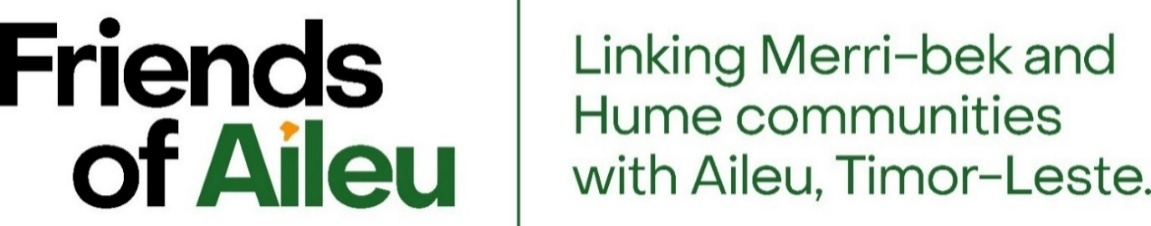 Friends
of Aileu
Linking Merri-bek and
Hume communities
with Aileu, Timor-Leste.